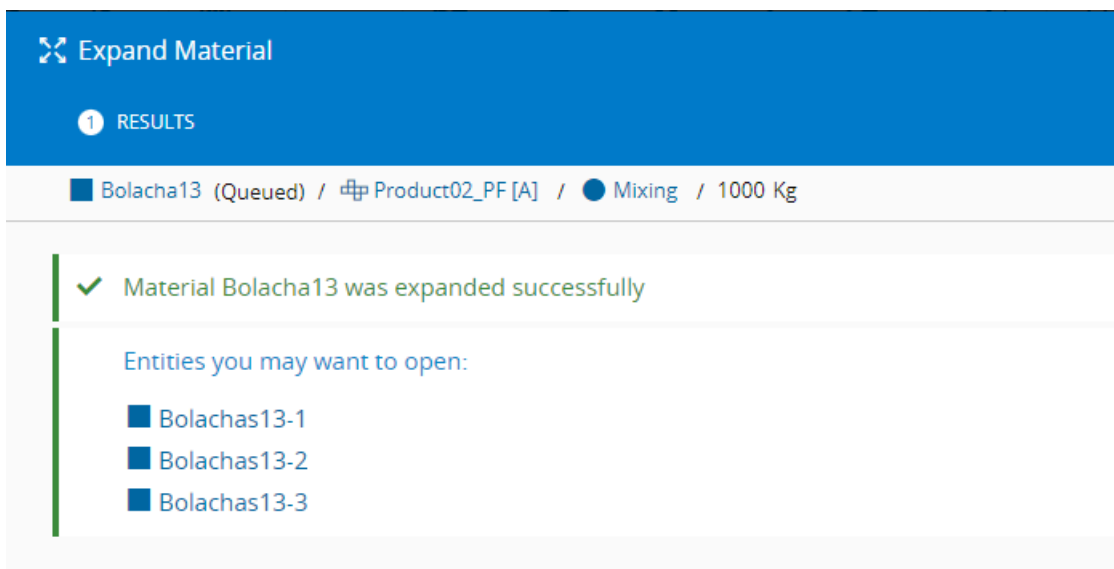 Expand Material
1 RESULTS
Bolacha13 (Queued) / Product02_PF [A] / Mixing / 1000 Kg
Material Bolacha13 was expanded successfully
Entities you may want to open:
Bolachas13-1
Bolachas13-2
Bolachas13-3